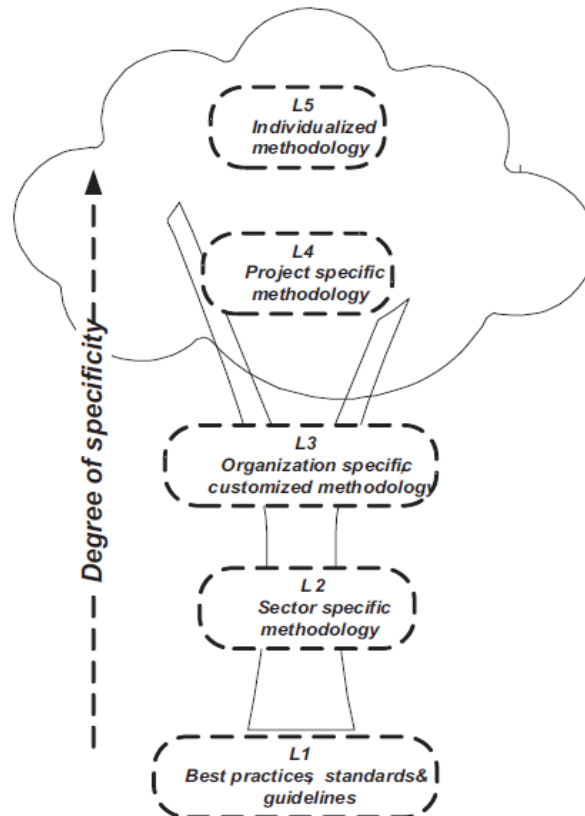 L5
Individualized
methodology
L4
Project specific
methodology
Degree of specificity
L3
Organization specific,
customized methodology
L2
Sector specific
methodology
L1
Best practices, standards&
guidelines